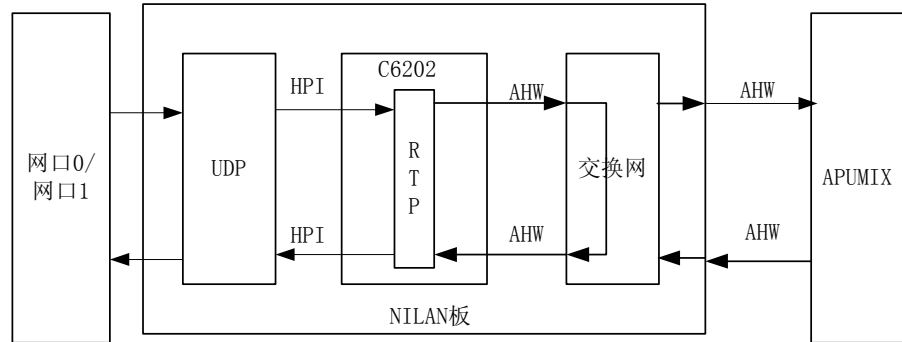 C6202
HPI
AHW
AHW
网口0/
网口1
UDP
R
T
P
交换网
APUMIX
HPI
AHW
AHW
NILAN板